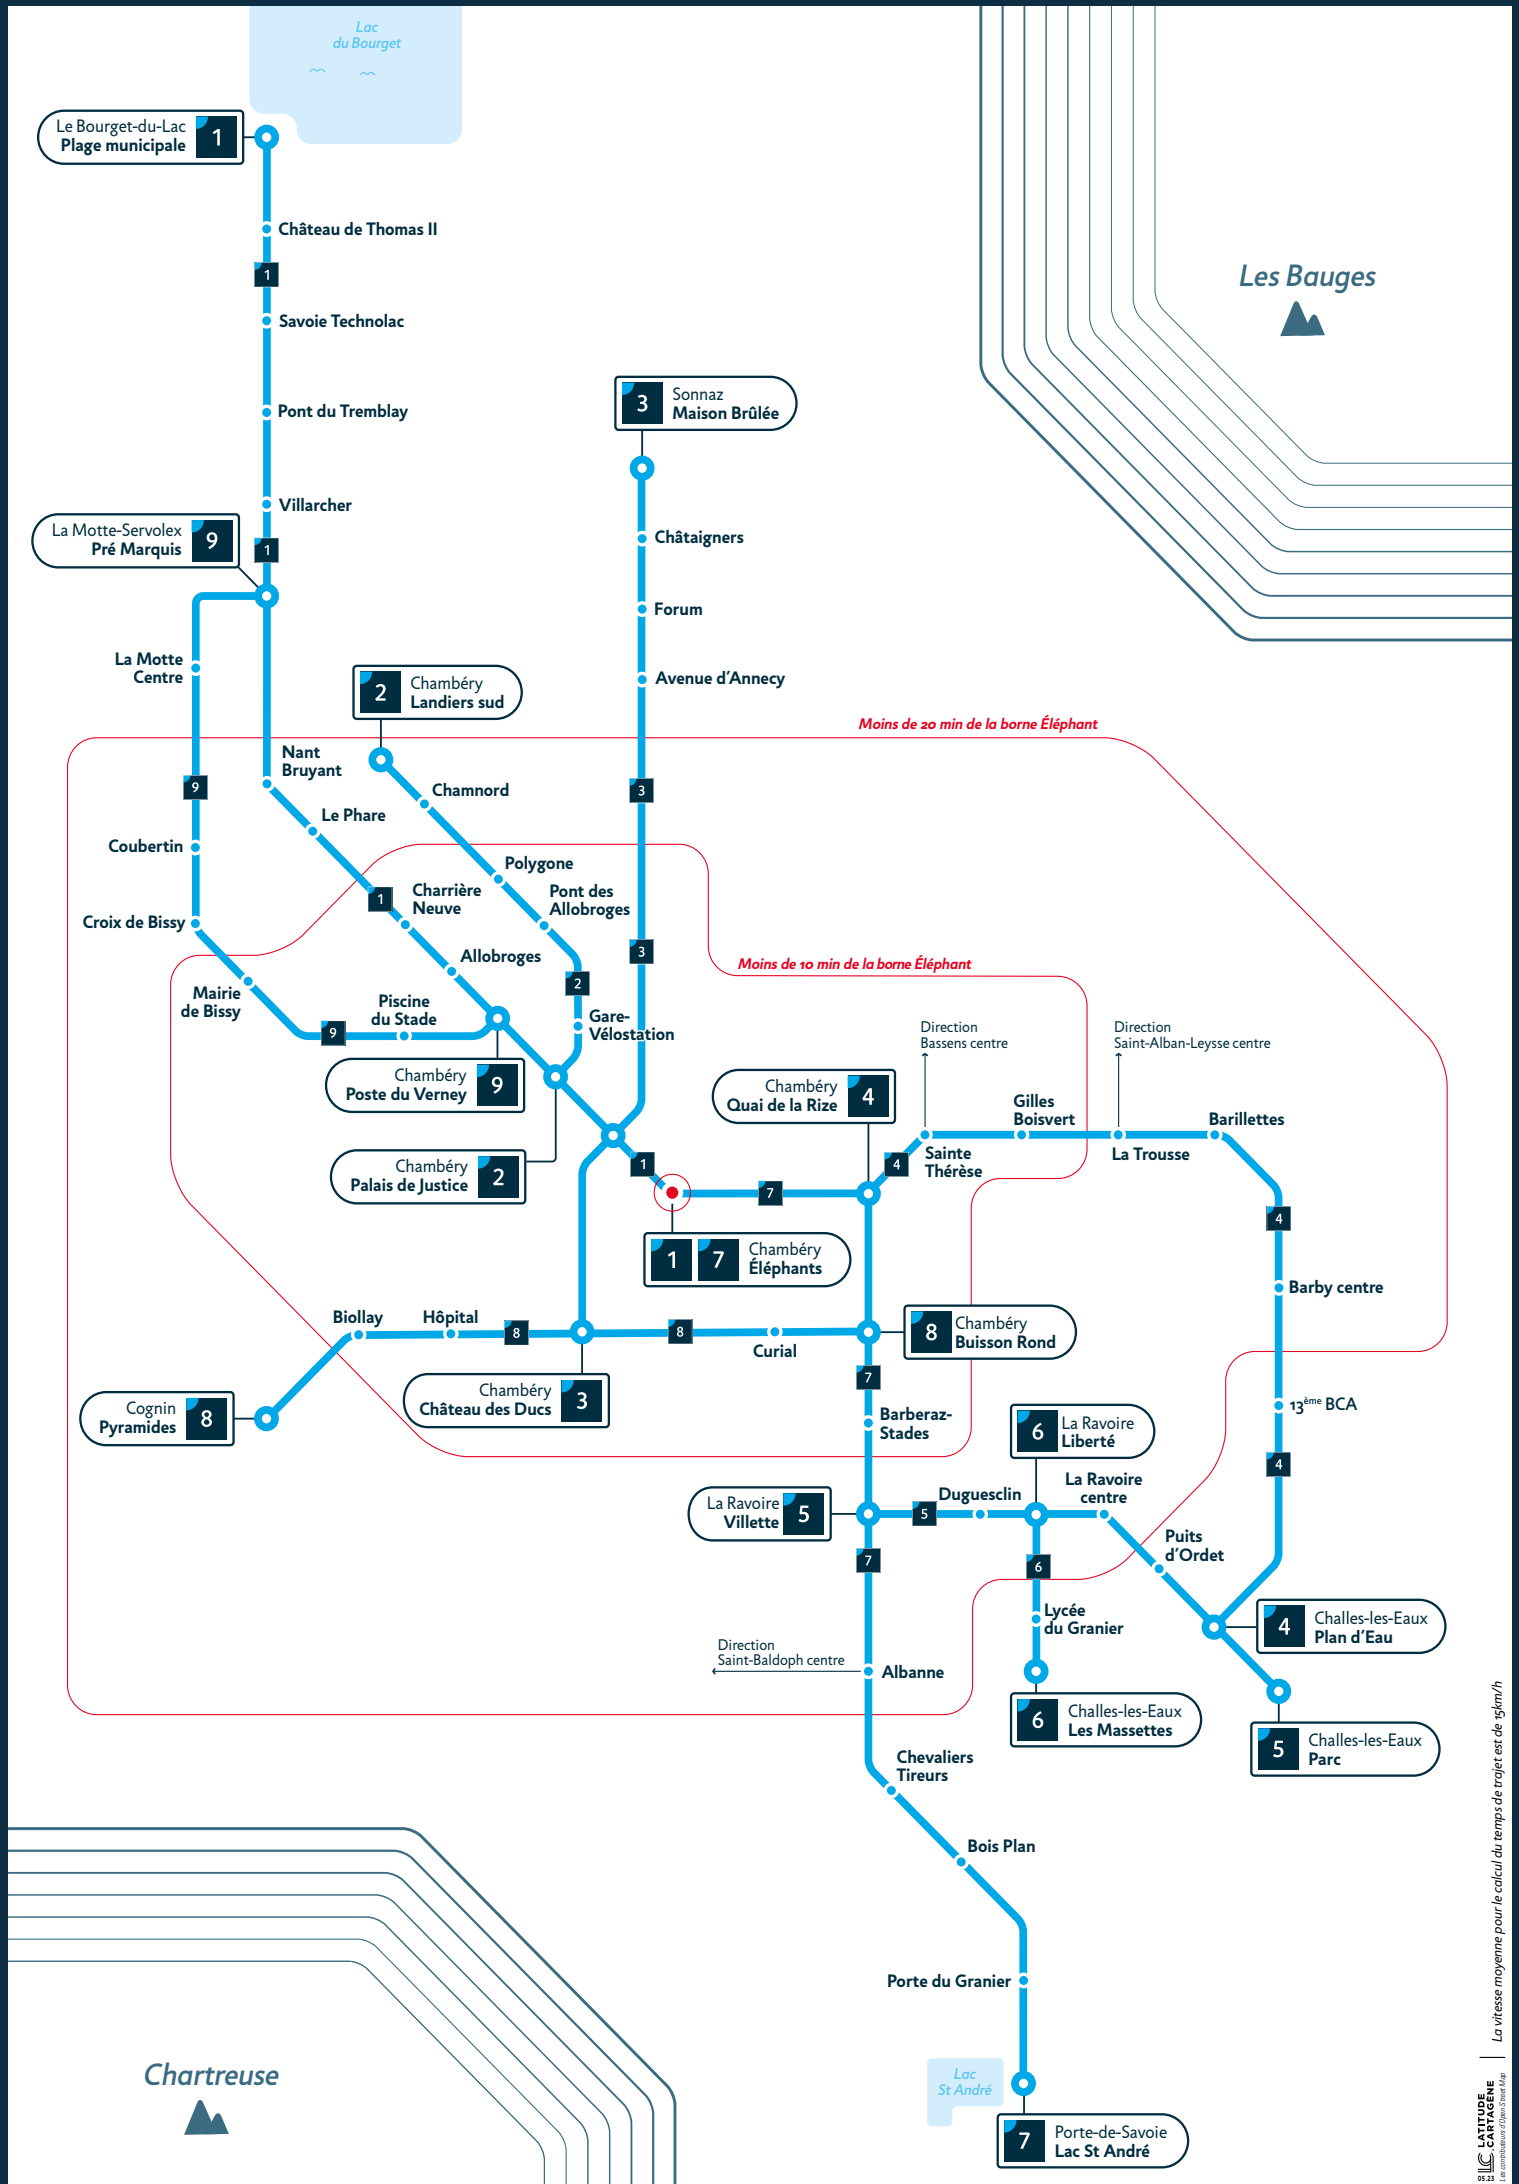 Lac
du Bourget
Le Bourget-du-Lac
Plage municipale
1
Château de Thomas II
1
Savoie Technolac
Les Bauges
Pont du Tremblay
3
Sonnaz
Maison Brûlée
Villarcher
La Motte-Servolex
Pré Marquis
9
1
Châtaigners
Forum
La Motte
Centre
2
Chambéry
Landiers sud
Avenue d'Annecy
Moins de 20 min de la borne Éléphant
Nant
Bruyant
9
Chamnord
3
Le Phare
Coubertin
Polygone
1
Charrière
Neuve
Pont des
Allobroges
Croix de Bissy
Allobroges
3
Moins de 10 min de la borne Éléphant
2
Mairie
de Bissy
Piscine
du Stade
9
Gare-
Vélostation
Direction
Bassens centre
Direction
Saint-Alban-Leysse centre
Chambéry
Poste du Verney
9
Chambéry
Quai de la Rize
4
Gilles
Boisvert
Barillettes
Sainte
Thérèse
La Trousse
Chambéry
Palais de Justice
2
1
4
7
4
1
7
Chambéry
Éléphants
Barby centre
Biollay
Hôpital
8
8
Curial
8
Chambéry
Buisson Rond
Chambéry
Château des Ducs
3
7
13ème BCA
Cognin
Pyramides
8
Barberaz-
Stades
6
La Ravoire
Liberté
4
La Ravoire
Villette
5
5
Duguesclin
La Ravoire
centre
7
6
Puits
d'Ordet
Lycée
du Granier
4
Challes-les-Eaux
Plan d'Eau
Direction
Saint-Baldoph centre
Albanne
6
Challes-les-Eaux
Les Massettes
5
Challes-les-Eaux
Parc
Chevaliers
Tireurs
Bois Plan
Porte du Granier
Chartreuse
Lac
St André
7
Porte-de-Savoie
Lac St André
La vitesse moyenne pour le calcul du temps de trajet est de 15km/h
LATITUDE
CARTAGÈNE
Les contributeurs d'Open Street Map
05.23